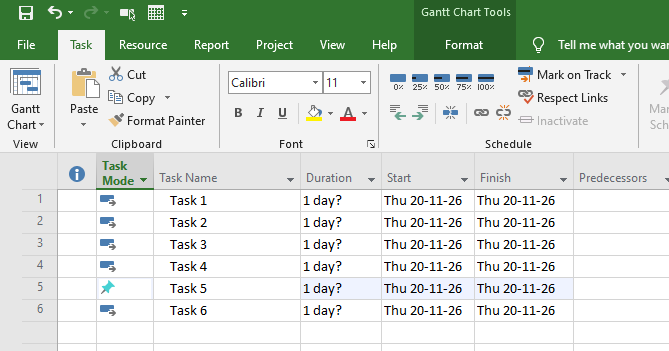 Gantt Chart Tools
File Task Resource Report Project View Help Format Tell me what you wan
Gantt Chart
View
Paste
Cut
Copy
Format Painter
Clipboard
Calibri 11
B I U A
Font
0% 25% 50% 75% 100%
Mark on Track
Respect Links
Inactivate
Schedule
Task Mode Task Name Duration Start Finish Predecessors
1 Task 1 1 day? Thu 20-11-26 Thu 20-11-26
2 Task 2 1 day? Thu 20-11-26 Thu 20-11-26
3 Task 3 1 day? Thu 20-11-26 Thu 20-11-26
4 Task 4 1 day? Thu 20-11-26 Thu 20-11-26
5 Task 5 1 day? Thu 20-11-26 Thu 20-11-26
6 Task 6 1 day? Thu 20-11-26 Thu 20-11-26